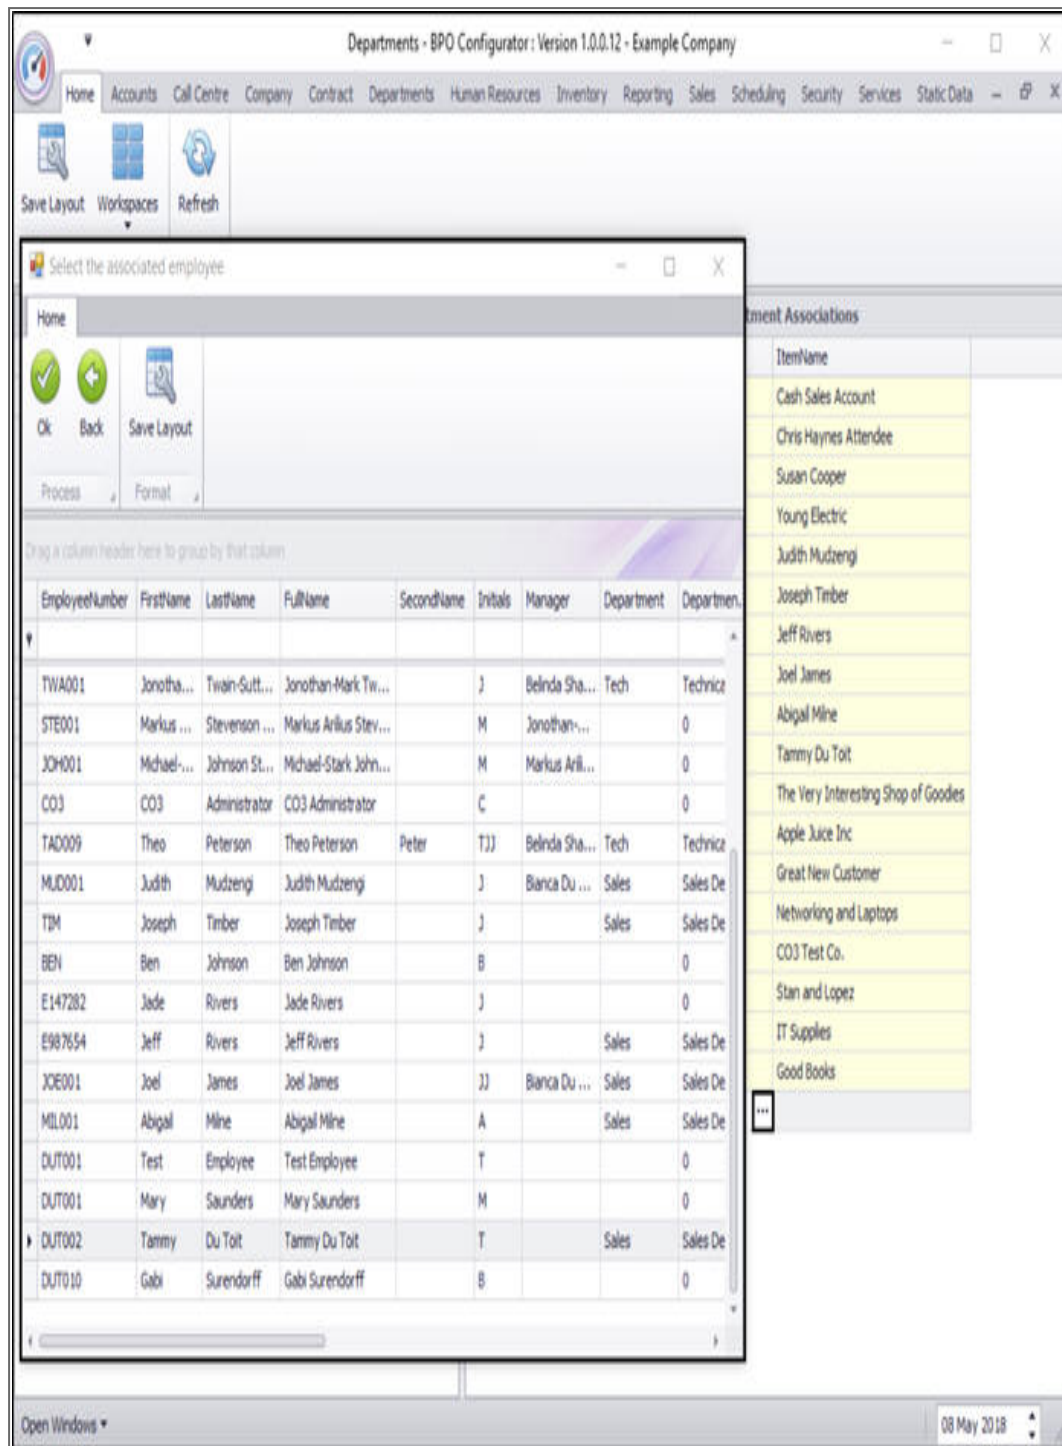 Departments - BPO Configurator : Version 1.0.0.12 - Example Company
Home Accounts Call Centre Company Contract Departments Human Resources Inventory Reporting Sales Scheduling Security Services Static Data
Save Layout Workspaces Refresh
Select the associated employee
Home
Ok Back Save Layout
Process Format
Drag a column header here to group by that column
EmployeeNumber FirstName LastName FullName SecondName Initials Manager Department Departmen...
TWA001 Jonotha... Twain-Sutt... Jonothan-Mark Tw... J Belinda Sha... Tech Technica
STE001 Markus ... Stevenson ... Markus Arilius Stev... M Jonothan-... 0
JOH001 Michael-... Johnson St... Michael-Stark John... M Markus Aril... 0
CO3 CO3 Administrator CO3 Administrator C 0
TAD009 Theo Peterson Theo Peterson Peter TJJ Belinda Sha... Tech Technica
MUD001 Judith Mudzengi Judith Mudzengi J Bianca Du ... Sales Sales De
TIM Joseph Timber Joseph Timber J Sales Sales De
BEN Ben Johnson Ben Johnson B 0
E147282 Jade Rivers Jade Rivers J 0
E987654 Jeff Rivers Jeff Rivers J Sales Sales De
JOE001 Joel James Joel James JJ Bianca Du ... Sales Sales De
MIL001 Abigail Milne Abigail Milne A Sales Sales De
DUT001 Test Employee Test Employee T 0
DUT001 Mary Saunders Mary Saunders M 0
DUT002 Tammy Du Toit Tammy Du Toit T Sales Sales De
DUT010 Gabi Surendorff Gabi Surendorff B 0
tment Associations
ItemName
Cash Sales Account
Chris Haynes Attendee
Susan Cooper
Young Electric
Judith Mudzengi
Joseph Timber
Jeff Rivers
Joel James
Abigail Milne
Tammy Du Toit
The Very Interesting Shop of Goodies
Apple Juice Inc
Great New Customer
Networking and Laptops
CO3 Test Co.
Stan and Lopez
IT Supplies
Good Books
...
Open Windows
08 May 2018